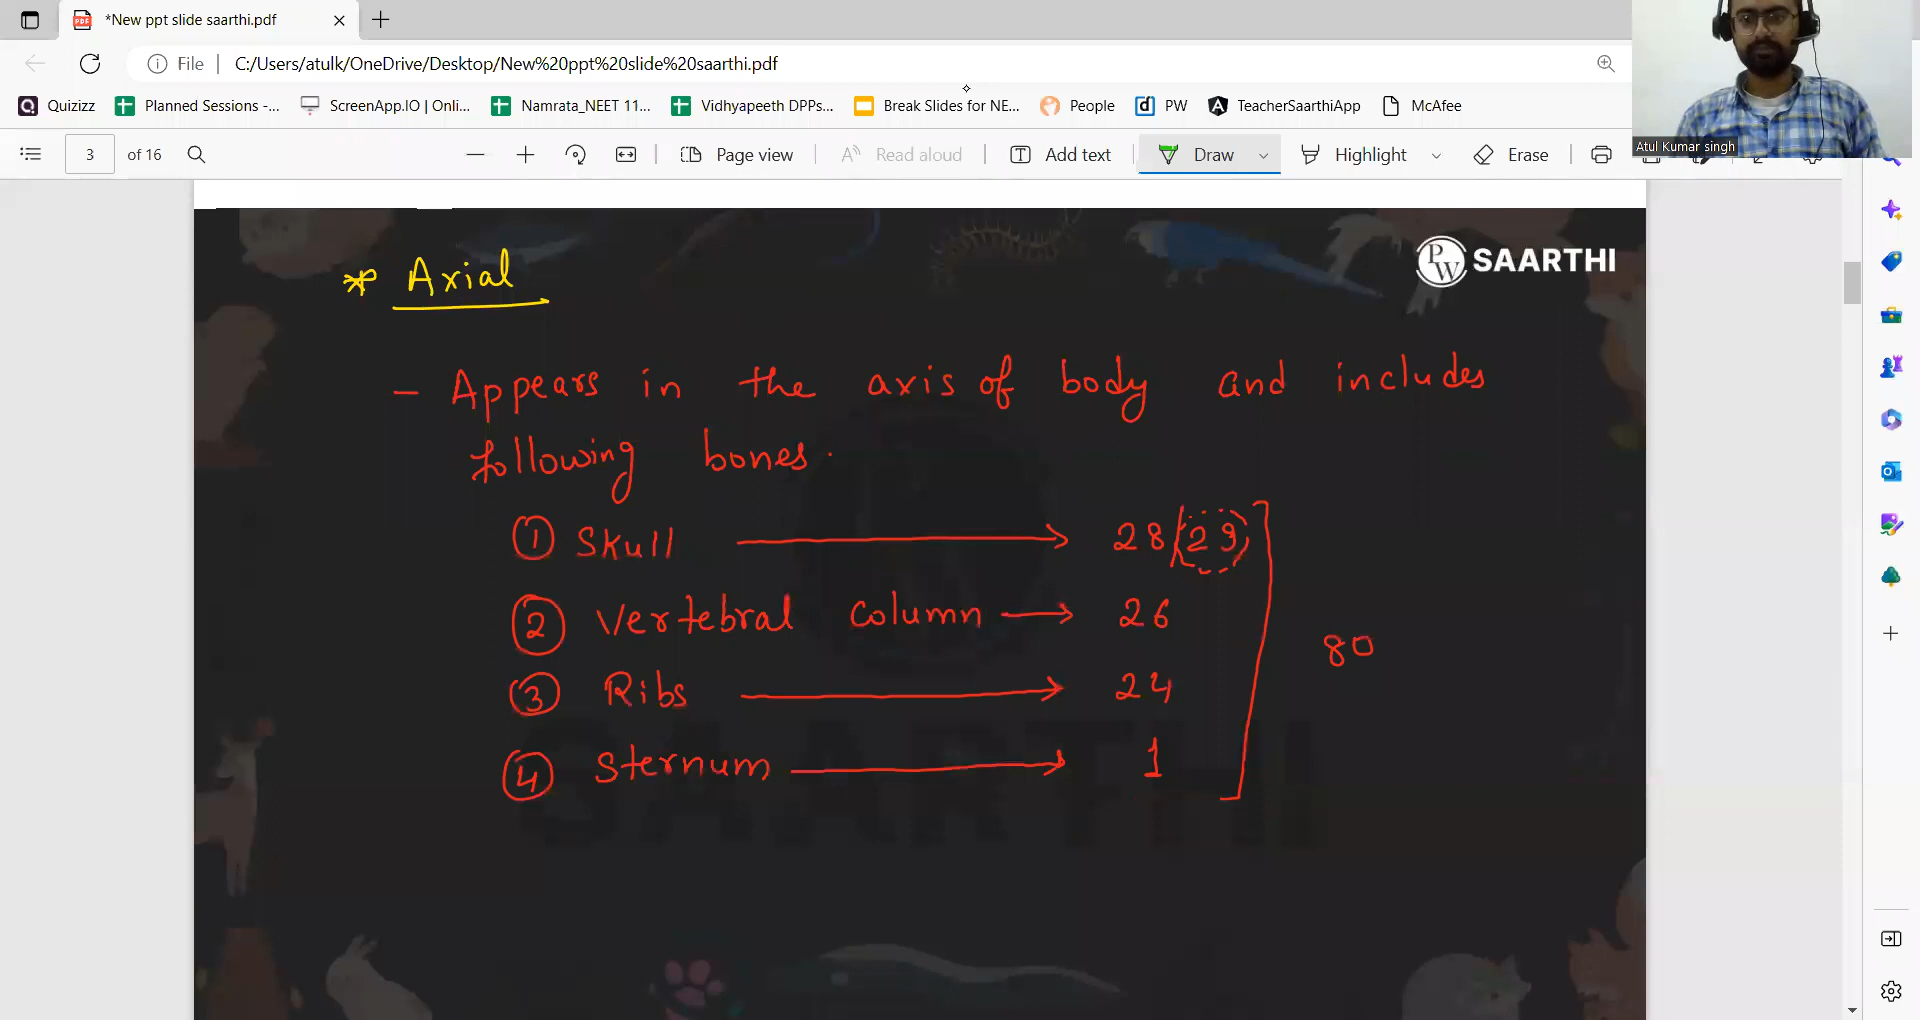 *New ppt slide saarthi.pdf
File
C:/Users/atulk/OneDrive/Desktop/New%20ppt%20slide%20saarthi.pdf
Quizizz
Planned Sessions -...
ScreenApp.IO | Onli...
Namrata_NEET 11...
Vidhyapeeth DPPs...
Break Slides for NE...
People
PW
TeacherSaarthiApp
McAfee
Atul Kumar singh
3 of 16
Page view
Read aloud
Add text
Draw
Highlight
Erase
PW SAARTHI
* Axial
- Appears in the axis of body and includes
following bones.
① Skull → 28 (29)
② Vertebral column → 26
③ Ribs → 24
④ Sternum → 1
80
SAARTHI